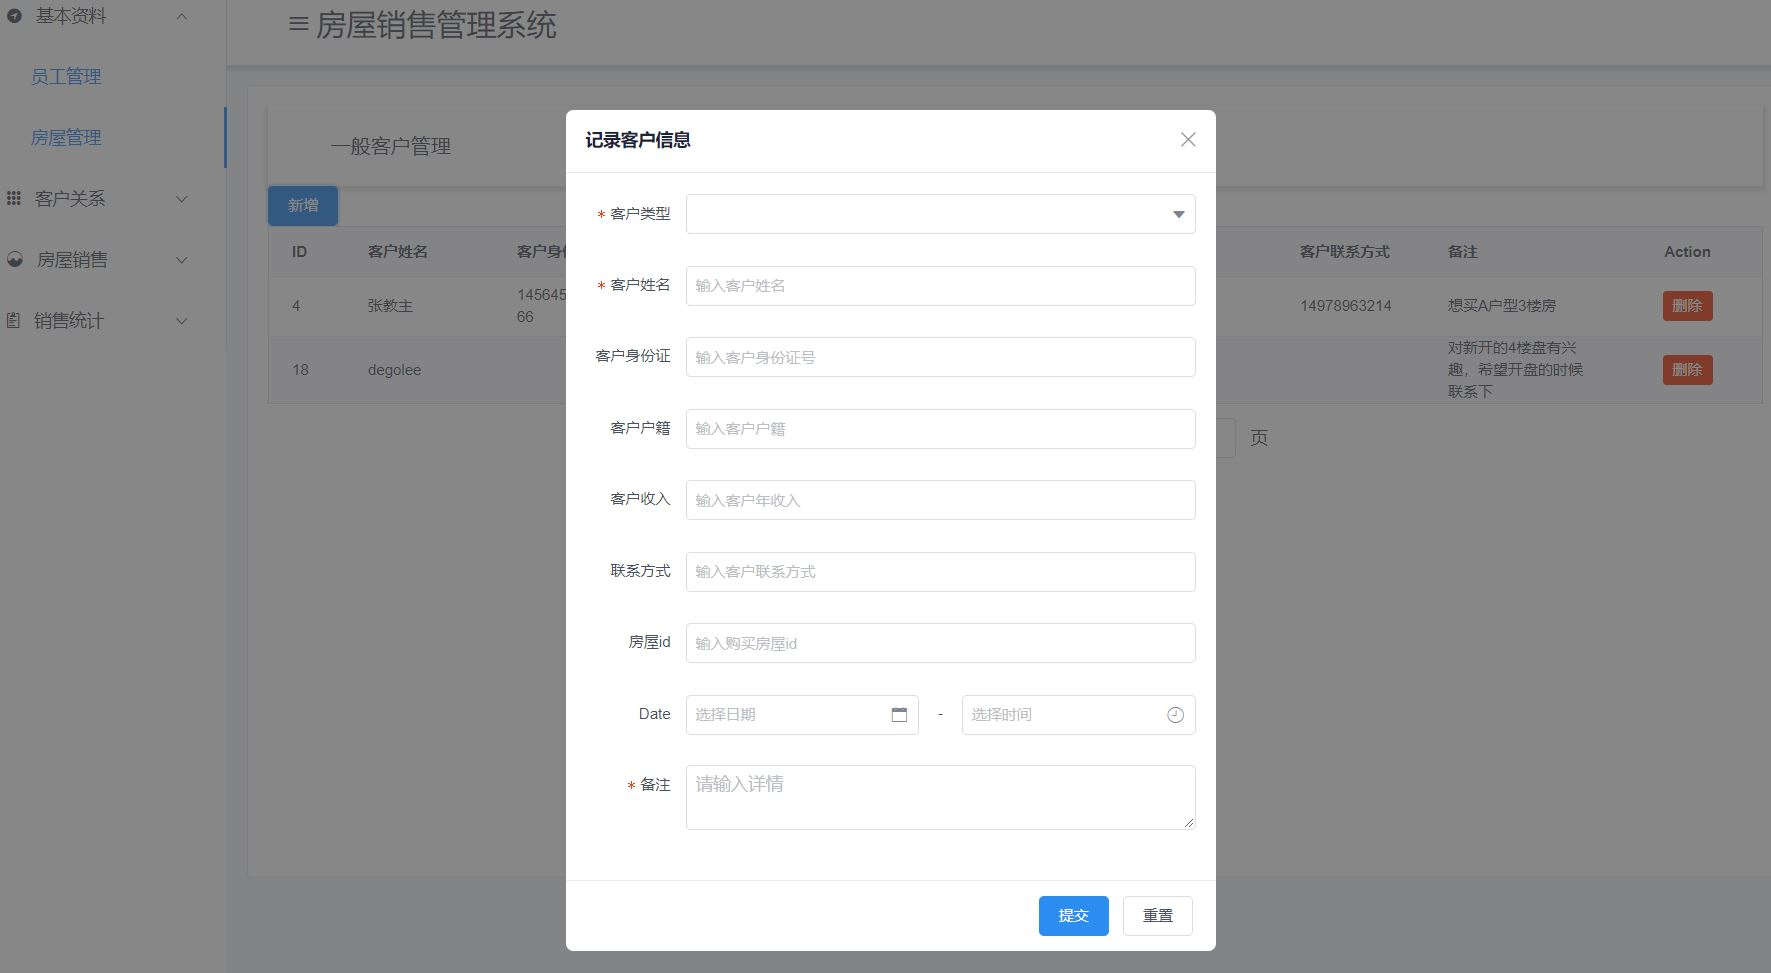 基本资料
员工管理
房屋管理
客户关系
房屋销售
销售统计
房屋销售管理系统
一般客户管理
新增
ID 客户姓名 客户身 客户联系方式 备注 Action
4 张教主 14564566 14978963214 想买A户型3楼房 删除
18 degolee 对新开的4楼盘有兴
趣，希望开盘的时候
联系下 删除
页
记录客户信息
* 客户类型
* 客户姓名 输入客户姓名
客户身份证 输入客户身份证号
客户户籍 输入客户户籍
客户收入 输入客户年收入
联系方式 输入客户联系方式
房屋id 输入购买房屋id
Date 选择日期 - 选择时间
* 备注 请输入详情
提交 重置